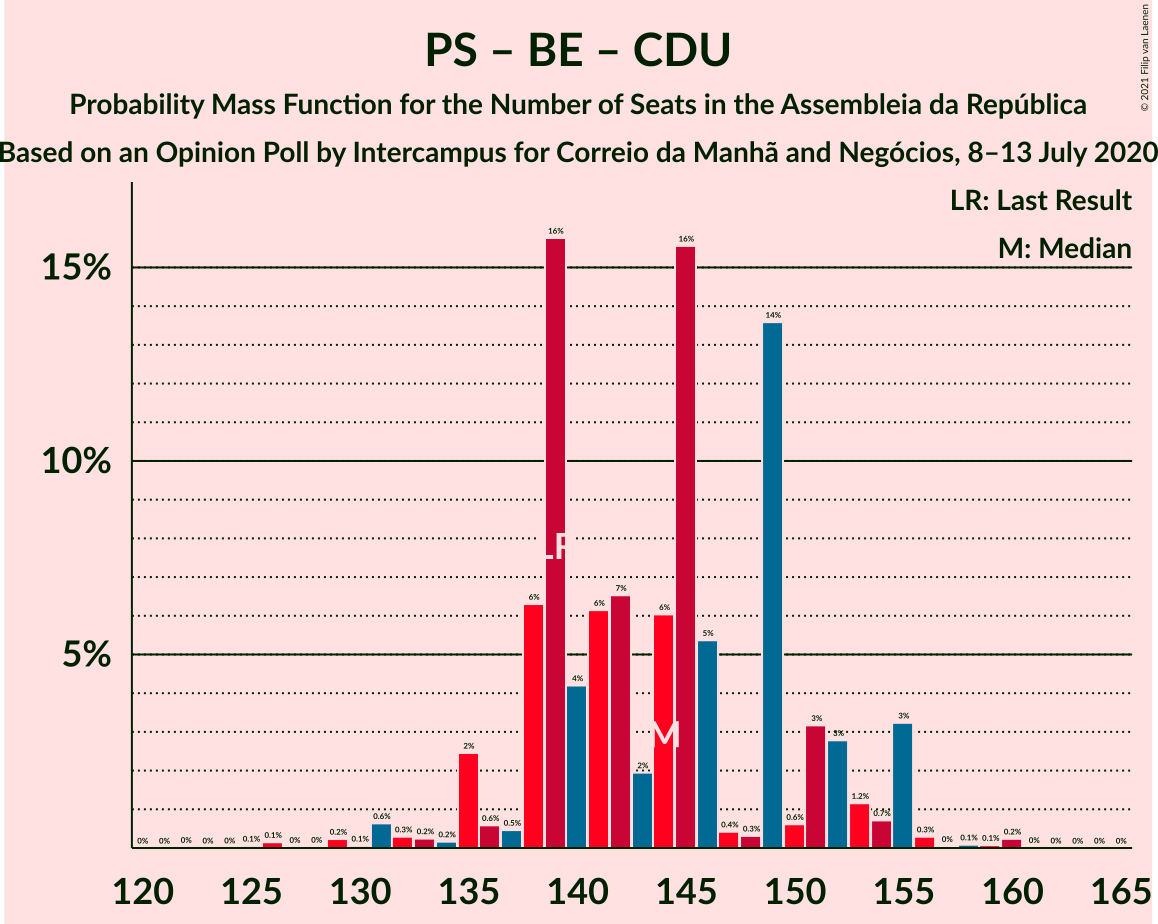 PS – BE – CDU
Probability Mass Function for the Number of Seats in the Assembleia da República
Based on an Opinion Poll by Intercampus for Correio da Manhã and Negócios, 8–13 July 2020
© 2021 Filip van Laenen
LR: Last Result
M: Median
15%
10%
5%
0% 0% 0% 0% 0% 0.1% 0.1% 0% 0% 0.2% 0.1% 0.6% 0.3% 0.2% 0.2% 2% 0.6% 0.5% 6% 16% 4% 6% 7% 2% 6% 16% 5% 0.4% 0.3% 14% 0.6% 3% 3% 1.2% 0.7% 3% 0.3% 0% 0.1% 0.1% 0.2% 0% 0% 0% 0% 0%
LR
M
120 125 130 135 140 145 150 155 160 165